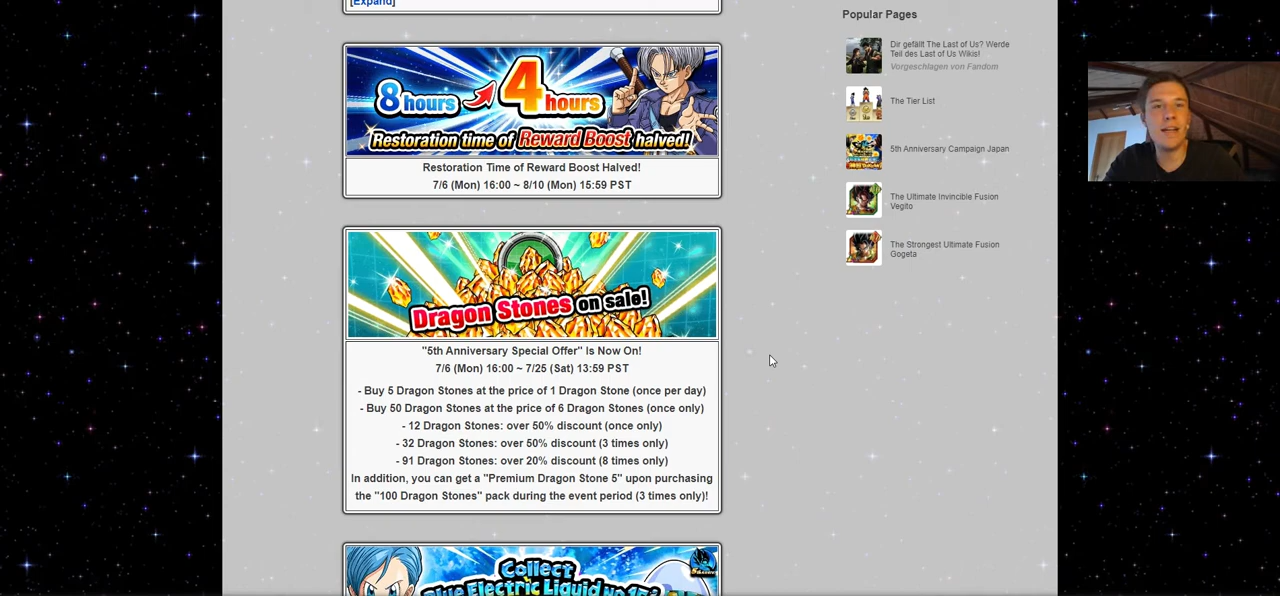 [Expand]
8 hours 4 hours
Restoration time of Reward Boost halved!
Restoration Time of Reward Boost Halved!
7/6 (Mon) 16:00 ~ 8/10 (Mon) 15:59 PST
Dragon Stones on sale!
"5th Anniversary Special Offer" Is Now On!
7/6 (Mon) 16:00 ~ 7/25 (Sat) 13:59 PST
- Buy 5 Dragon Stones at the price of 1 Dragon Stone (once per day)
- Buy 50 Dragon Stones at the price of 6 Dragon Stones (once only)
- 12 Dragon Stones: over 50% discount (once only)
- 32 Dragon Stones: over 50% discount (3 times only)
- 91 Dragon Stones: over 20% discount (8 times only)
In addition, you can get a "Premium Dragon Stone 5" upon purchasing
the "100 Dragon Stones" pack during the event period (3 times only)!
Collect
Blue Electric Liquid No.
Popular Pages
Dir gefällt The Last of Us? Werde
Teil des Last of Us Wikis!
Vorgeschlagen von Fandom
The Tier List
5th Anniversary Campaign Japan
The Ultimate Invincible Fusion
Vegito
The Strongest Ultimate Fusion
Gogeta